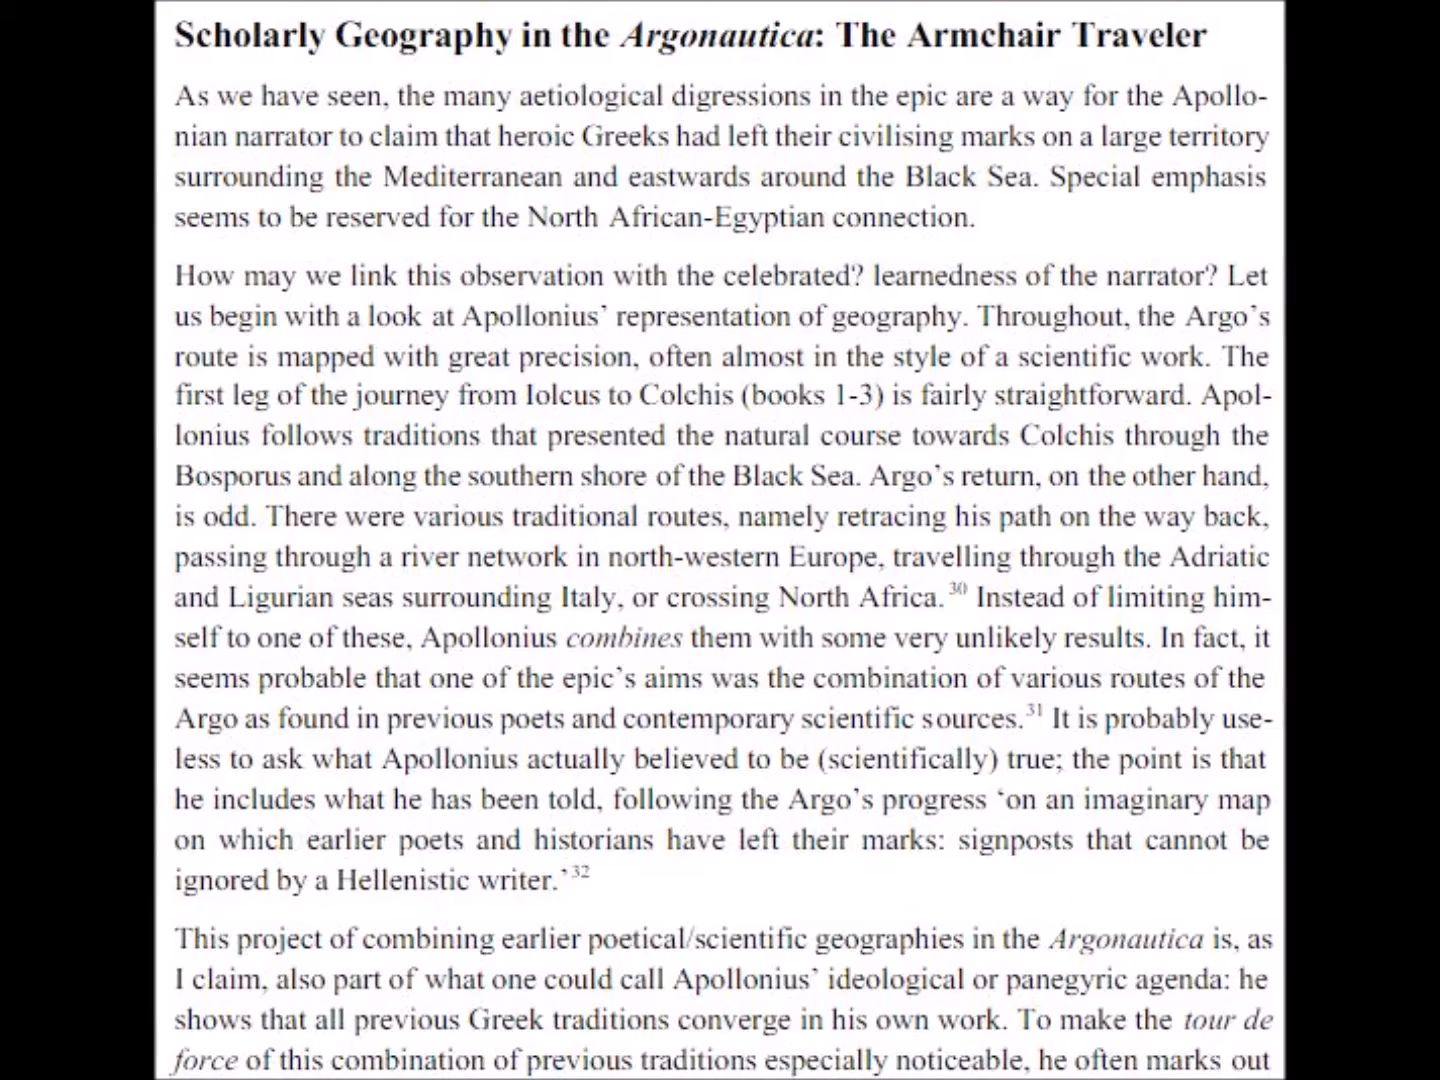 Scholarly Geography in the Argonautica: The Armchair Traveler
As we have seen, the many aetiological digressions in the epic are a way for the Apollo-
nian narrator to claim that heroic Greeks had left their civilising marks on a large territory
surrounding the Mediterranean and eastwards around the Black Sea. Special emphasis
seems to be reserved for the North African-Egyptian connection.
How may we link this observation with the celebrated? learnedness of the narrator? Let
us begin with a look at Apollonius’ representation of geography. Throughout, the Argo’s
route is mapped with great precision, often almost in the style of a scientific work. The
first leg of the journey from Iolcus to Colchis (books 1-3) is fairly straightforward. Apol-
lonius follows traditions that presented the natural course towards Colchis through the
Bosporus and along the southern shore of the Black Sea. Argo’s return, on the other hand,
is odd. There were various traditional routes, namely retracing his path on the way back,
passing through a river network in north-western Europe, travelling through the Adriatic
and Ligurian seas surrounding Italy, or crossing North Africa.30 Instead of limiting him-
self to one of these, Apollonius combines them with some very unlikely results. In fact, it
seems probable that one of the epic’s aims was the combination of various routes of the
Argo as found in previous poets and contemporary scientific sources.31 It is probably use-
less to ask what Apollonius actually believed to be (scientifically) true; the point is that
he includes what he has been told, following the Argo’s progress ‘on an imaginary map
on which earlier poets and historians have left their marks: signposts that cannot be
ignored by a Hellenistic writer.’32
This project of combining earlier poetical/scientific geographies in the Argonautica is, as
I claim, also part of what one could call Apollonius’ ideological or panegyric agenda: he
shows that all previous Greek traditions converge in his own work. To make the tour de
force of this combination of previous traditions especially noticeable, he often marks out